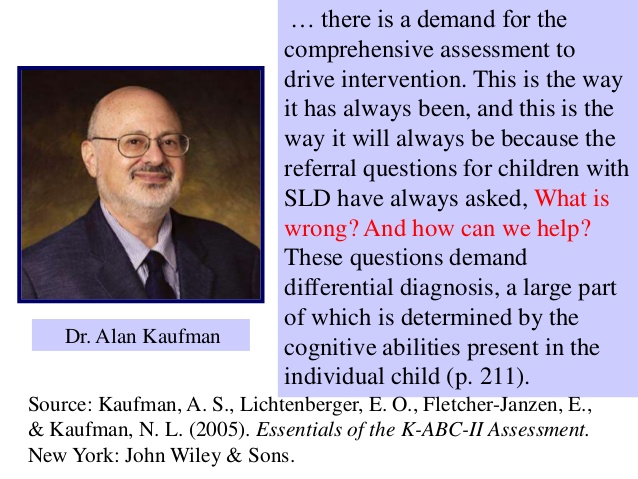 … there is a demand for the
comprehensive assessment to
drive intervention. This is the way
it has always been, and this is the
way it will always be because the
referral questions for children with
SLD have always asked, What is
wrong? And how can we help?
These questions demand
differential diagnosis, a large part
of which is determined by the
cognitive abilities present in the
individual child (p. 211).
Dr. Alan Kaufman
Source: Kaufman, A. S., Lichtenberger, E. O., Fletcher-Janzen, E.,
& Kaufman, N. L. (2005). Essentials of the K-ABC-II Assessment.
New York: John Wiley & Sons.